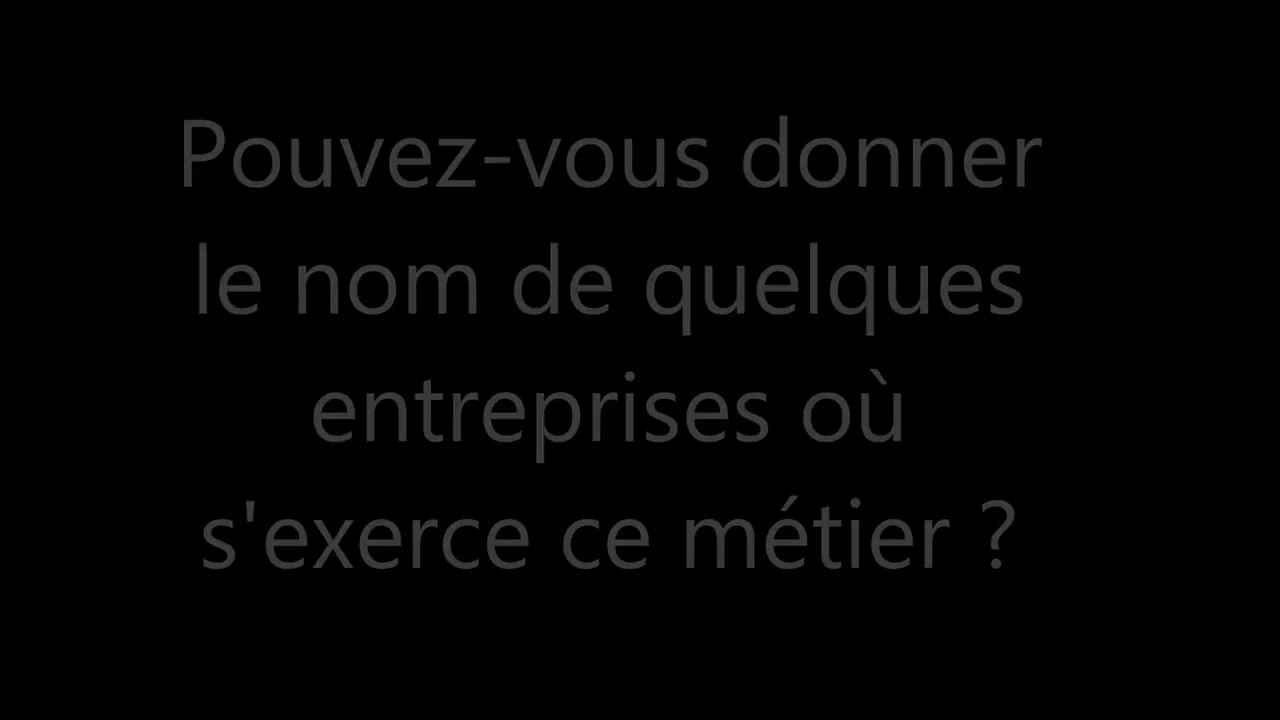 Pouvez-vous donner
le nom de quelques
entreprises où
s'exerce ce métier ?